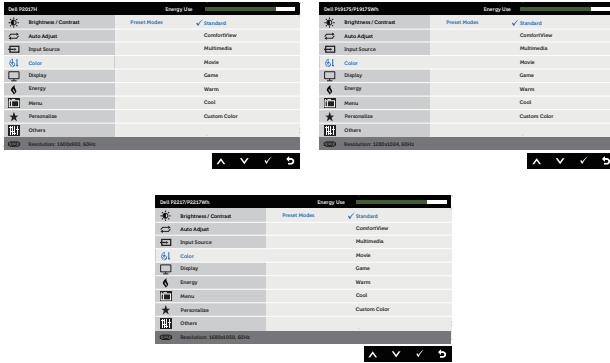 Dell P2017H Energy Use
Brightness / Contrast Preset Modes ✓ Standard
Auto Adjust ComfortView
Input Source Multimedia
Color Movie
Display Game
Energy Warm
Menu Cool
Personalize Custom Color
Others
Resolution: 1600x900, 60Hz
Dell P1917S/P1917SWh Energy Use
Brightness / Contrast Preset Modes ✓ Standard
Auto Adjust ComfortView
Input Source Multimedia
Color Movie
Display Game
Energy Warm
Menu Cool
Personalize Custom Color
Others
Resolution: 1280x1024, 60Hz
Dell P2217/P2217Wh Energy Use
Brightness / Contrast Preset Modes ✓ Standard
Auto Adjust ComfortView
Input Source Multimedia
Color Movie
Display Game
Energy Warm
Menu Cool
Personalize Custom Color
Others
Resolution: 1680x1050, 60Hz